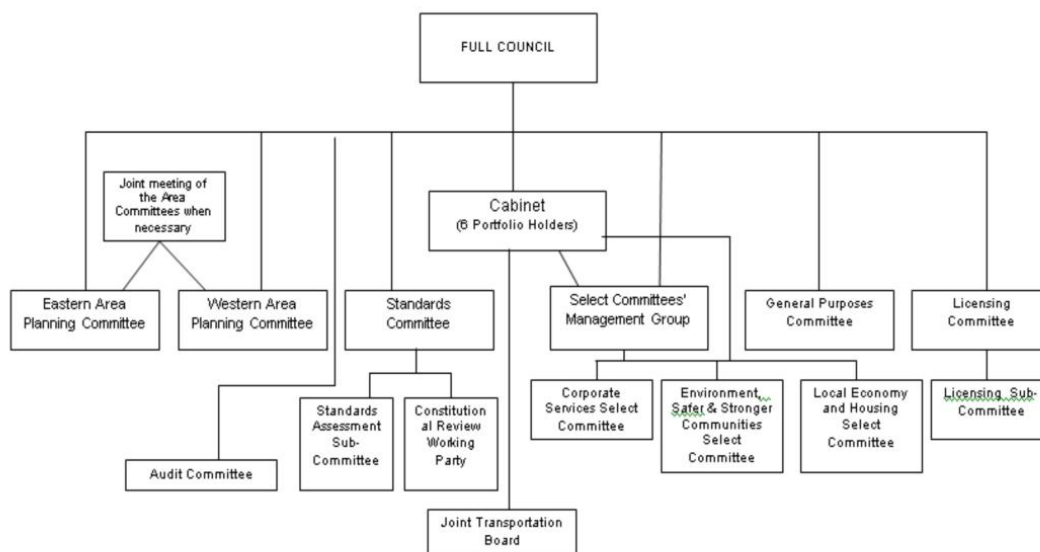 FULL COUNCIL
Joint meeting of
the Area
Committees when
necessary
Cabinet
(6 Portfolio Holders)
Eastern Area
Planning Committee
Western Area
Planning Committee
Standards
Committee
Select Committees'
Management Group
General Purposes
Committee
Licensing
Committee
Standards
Assessment
Sub-
Committee
Constitution
al Review
Working
Party
Corporate
Services Select
Committee
Environment,
Safer & Stronger
Communities
Select
Committee
Local Economy
and Housing
Select
Committee
Licensing Sub-
Committee
Audit Committee
Joint Transportation
Board